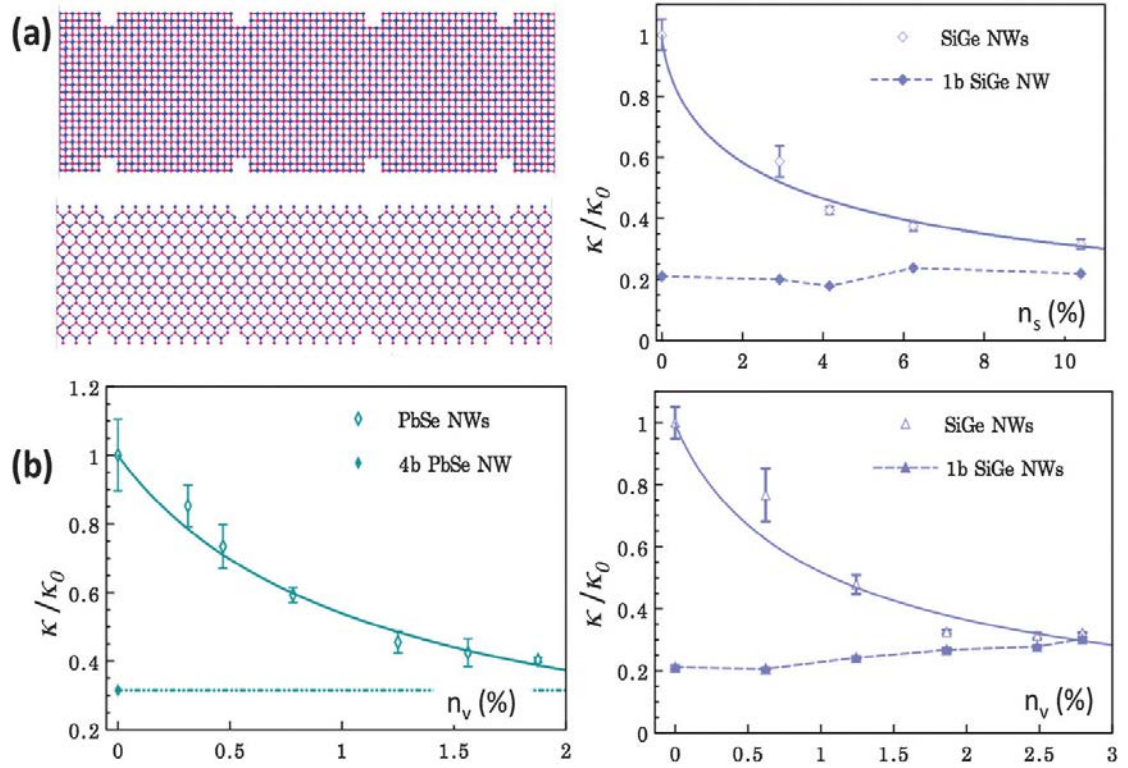 (a)
SiGe NWs
1b SiGe NW
κ/κ0
1
0.8
0.6
0.4
0.2
0
0 2 4 6 8 10
ns (%)
(b)
PbSe NWs
4b PbSe NW
κ/κ0
1.2
1
0.8
0.6
0.4
0.2
0 0.5 1 1.5 2
nv (%)
SiGe NWs
1b SiGe NWs
κ/κ0
1
0.8
0.6
0.4
0.2
0
0 0.5 1 1.5 2 2.5 3
nv (%)